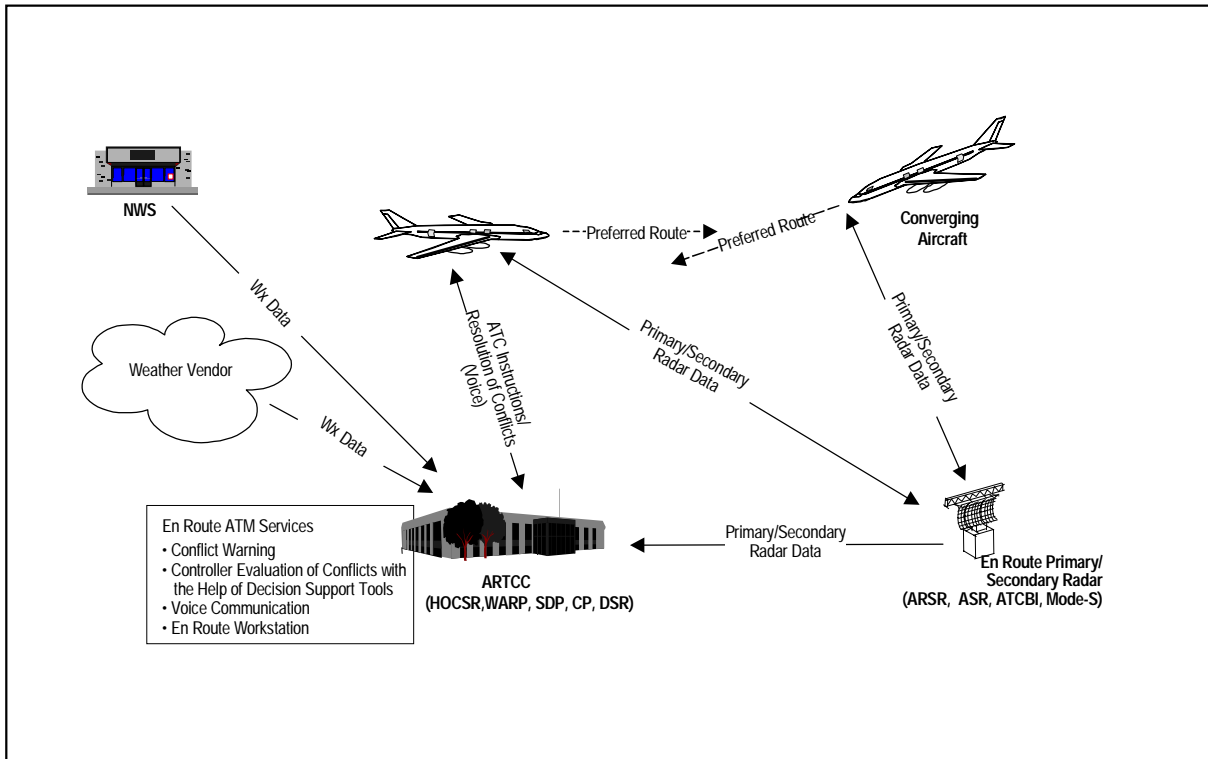 NWS
Preferred Route
Preferred Route
Converging
Aircraft
Wx Data
ATC Instructions/
Resolution of Conflicts
(Voice)
Primary/Secondary
Radar Data
Primary/Secondary
Radar Data
Weather Vendor
Wx Data
En Route ATM Services
• Conflict Warning
• Controller Evaluation of Conflicts with
the Help of Decision Support Tools
• Voice Communication
• En Route Workstation
ARTCC
(HOCSR,WARP, SDP, CP, DSR)
Primary/Secondary
Radar Data
En Route Primary/
Secondary Radar
(ARSR, ASR, ATCBI, Mode-S)